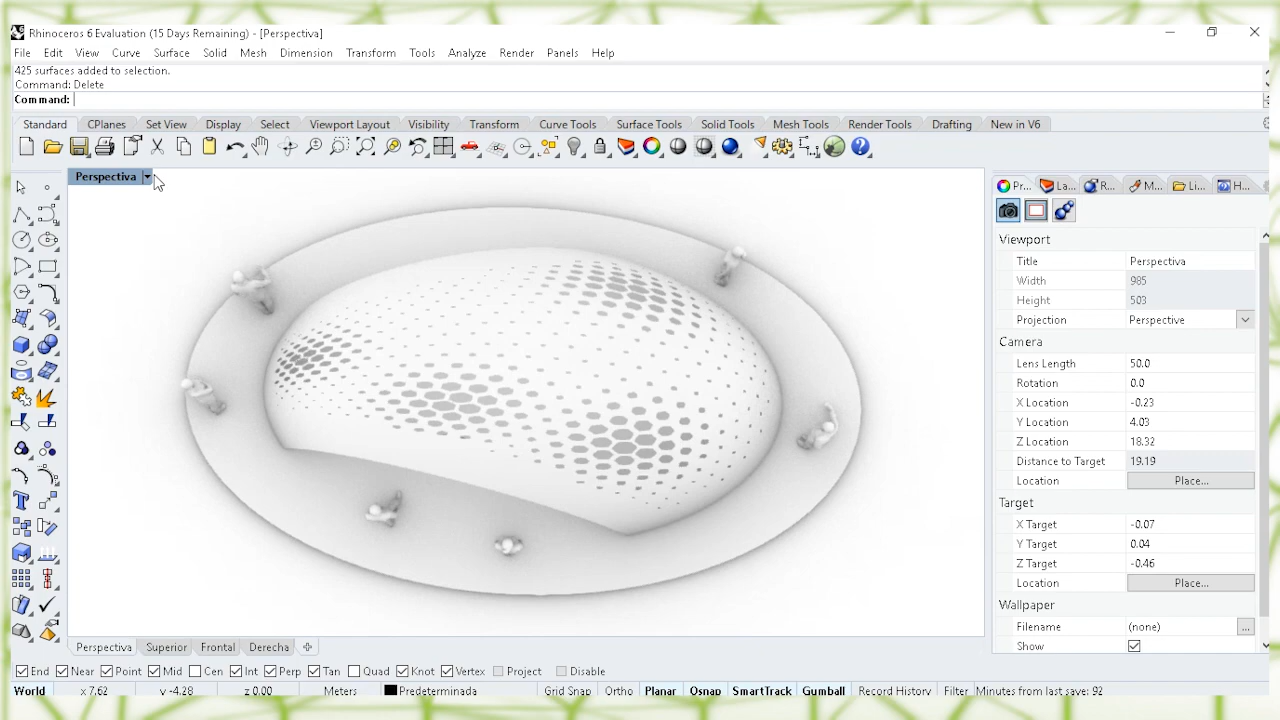 Rhinoceros 6 Evaluation (15 Days Remaining) - [Perspectiva]
File Edit View Curve Surface Solid Mesh Dimension Transform Tools Analyze Render Panels Help
425 surfaces added to selection.
Command: Delete
Command:
Standard CPlanes Set View Display Select Viewport Layout Visibility Transform Curve Tools Surface Tools Solid Tools Mesh Tools Render Tools Drafting New in V6
Perspectiva
Pr... La... R... M... Li... H...
Viewport
Title Perspectiva
Width 985
Height 503
Projection Perspective
Camera
Lens Length 50.0
Rotation 0.0
X Location -0.23
Y Location 4.03
Z Location 18.32
Distance to Target 19.19
Location Place...
Target
X Target -0.07
Y Target 0.04
Z Target -0.46
Location Place...
Wallpaper
Filename (none) ...
Show
Perspectiva Superior Frontal Derecha
End Near Point Mid Cen Int Perp Tan Quad Knot Vertex Project Disable
World x 7.62 y -4.28 z 0.00 Meters Predeterminada Grid Snap Ortho Planar Osnap SmartTrack Gumball Record History Filter Minutes from last save: 92